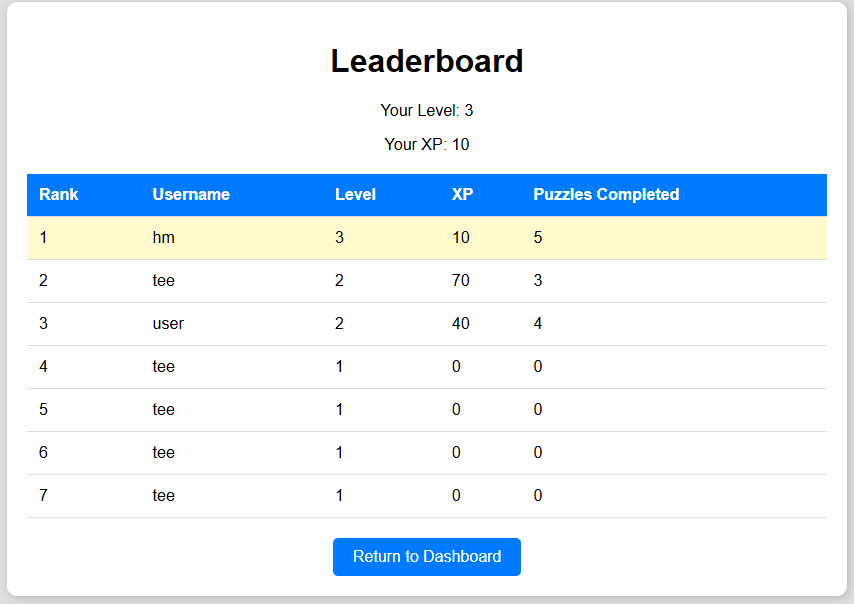 Leaderboard
Your Level: 3
Your XP: 10
Rank Username Level XP Puzzles Completed
1 hm 3 10 5
2 tee 2 70 3
3 user 2 40 4
4 tee 1 0 0
5 tee 1 0 0
6 tee 1 0 0
7 tee 1 0 0
Return to Dashboard